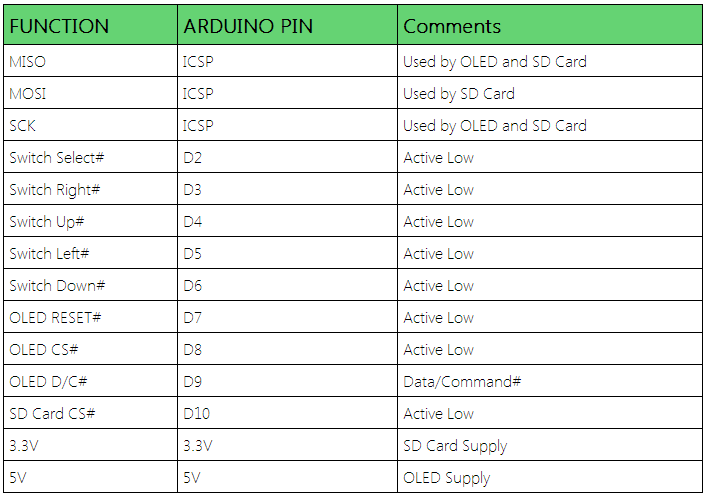 FUNCTION ARDUINO PIN Comments
MISO ICSP Used by OLED and SD Card
MOSI ICSP Used by SD Card
SCK ICSP Used by OLED and SD Card
Switch Select# D2 Active Low
Switch Right# D3 Active Low
Switch Up# D4 Active Low
Switch Left# D5 Active Low
Switch Down# D6 Active Low
OLED RESET# D7 Active Low
OLED CS# D8 Active Low
OLED D/C# D9 Data/Command#
SD Card CS# D10 Active Low
3.3V 3.3V SD Card Supply
5V 5V OLED Supply